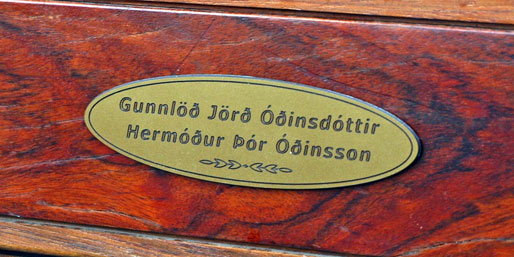 Gunnlöð Jörð Óðinsdóttir
Hermóður Þór Óðinsson